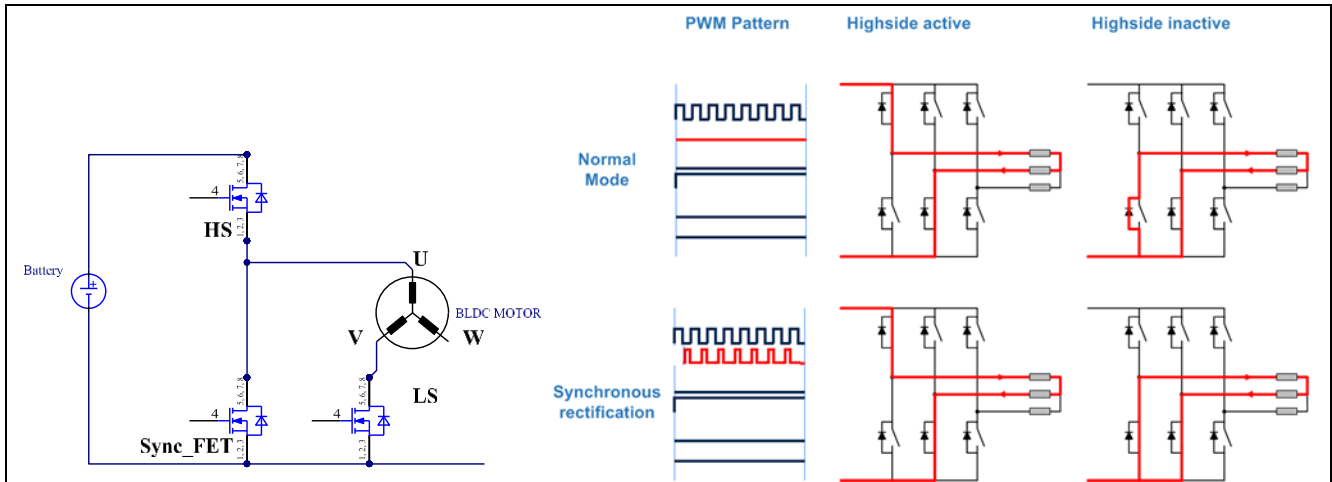 PWM Pattern
Highside active
Highside inactive
5, 6, 7, 8
4
1, 2, 3
HS
Normal
Mode
Battery
U
BLDC MOTOR
V
W
5, 6, 7, 8
5, 6, 7, 8
LS
4
4
Sync_FET
1, 2, 3
1, 2, 3
Synchronous
rectification